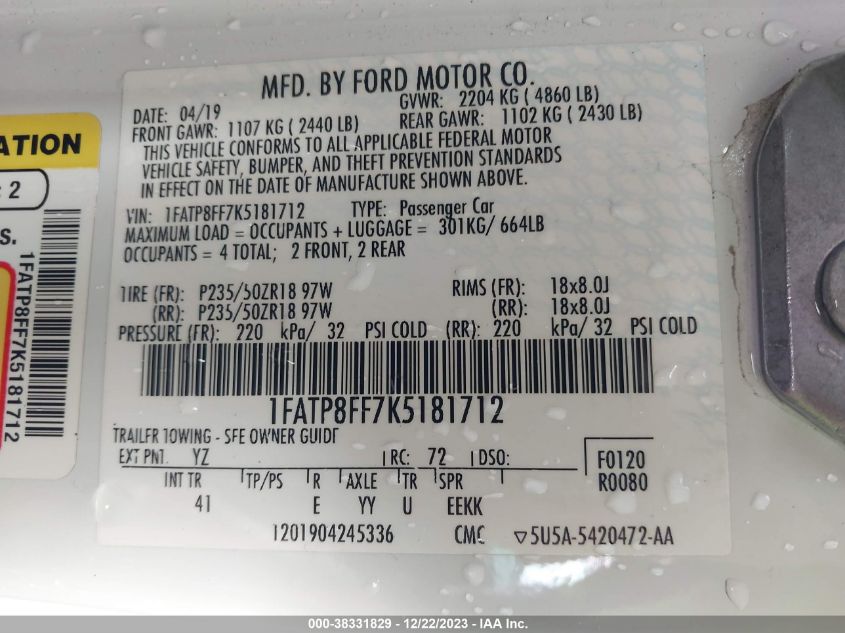 MFD. BY FORD MOTOR CO.
DATE: 04/19 GVWR: 2204 KG ( 4860 LB)
FRONT GAWR: 1107 KG ( 2440 LB) REAR GAWR: 1102 KG ( 2430 LB)
THIS VEHICLE CONFORMS TO ALL APPLICABLE FEDERAL MOTOR
VEHICLE SAFETY, BUMPER, AND THEFT PREVENTION STANDARDS
IN EFFECT ON THE DATE OF MANUFACTURE SHOWN ABOVE.
VIN: 1FATP8FF7K5181712 TYPE: Passenger Car
MAXIMUM LOAD = OCCUPANTS + LUGGAGE = 301KG/ 664LB
OCCUPANTS = 4 TOTAL; 2 FRONT, 2 REAR
TIRE (FR): P235/50ZR18 97W RIMS (FR): 18x8.0J
(RR): P235/50ZR18 97W (RR): 18x8.0J
PRESSURE (FR): 220 kPa/ 32 PSI COLD (RR): 220 kPa/ 32 PSI COLD
1FATP8FF7K5181712
TRAILER TOWING - SEE OWNER GUIDE
EXT PNT: YZ RC: 72 DSO: F0120
R0080
INT TR TP/PS R AXLE TR SPR
41 E YY U EEKK
1201904245336 CMC ▽5U5A-5420472-AA
ATION
: 2
S.
1FATP8FF7K5181712
000-38331829 - 12/22/2023 - IAA Inc.